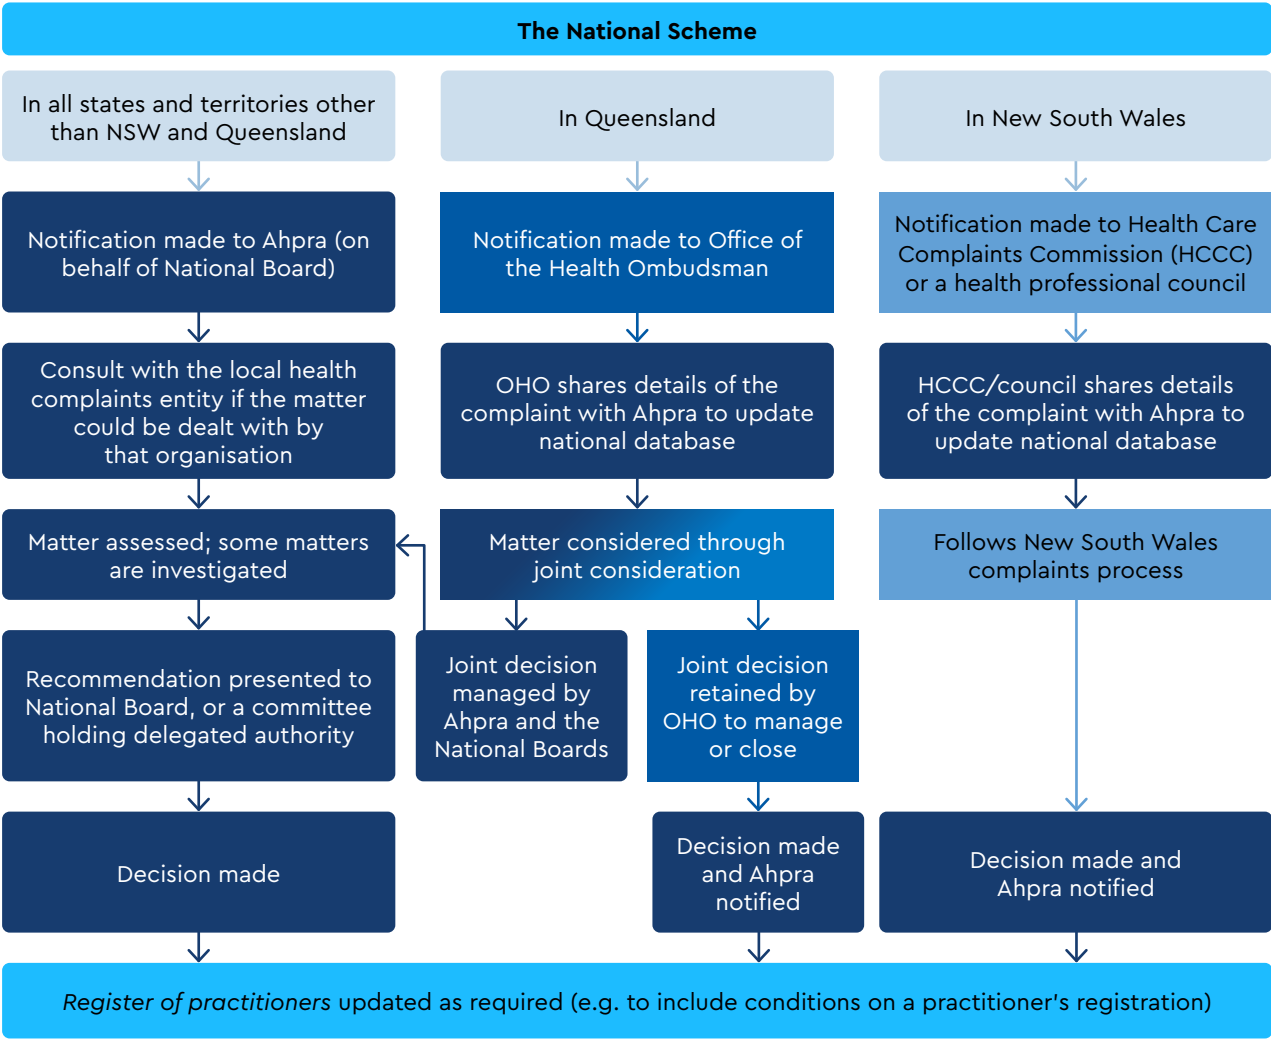 The National Scheme
In all states and territories other
than NSW and Queensland
In Queensland
In New South Wales
Notification made to Ahpra (on
behalf of National Board)
Notification made to Office of
the Health Ombudsman
Notification made to Health Care
Complaints Commission (HCCC)
or a health professional council
Consult with the local health
complaints entity if the matter
could be dealt with by
that organisation
OHO shares details of the
complaint with Ahpra to update
national database
HCCC/council shares details
of the complaint with Ahpra to
update national database
Matter assessed; some matters
are investigated
Matter considered through
joint consideration
Follows New South Wales
complaints process
Recommendation presented to
National Board, or a committee
holding delegated authority
Joint decision
managed by
Ahpra and the
National Boards
Joint decision
retained by
OHO to manage
or close
Decision made
Decision made
and Ahpra
notified
Decision made and
Ahpra notified
Register of practitioners updated as required (e.g. to include conditions on a practitioner's registration)